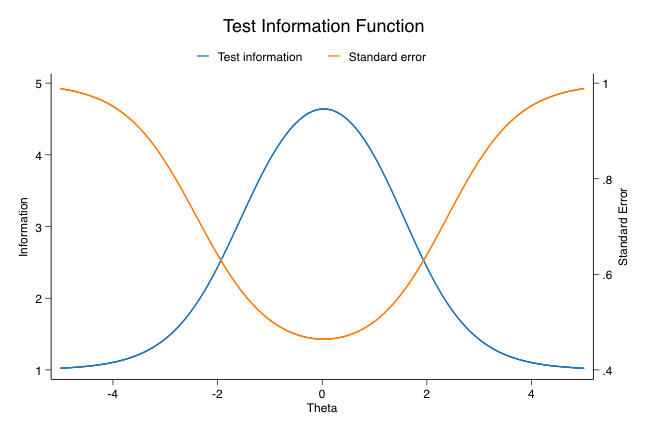 Test Information Function
Test information Standard error
5
4
3
2
1
Information
1
.8
.6
.4
Standard Error
-4 -2 0 2 4
Theta